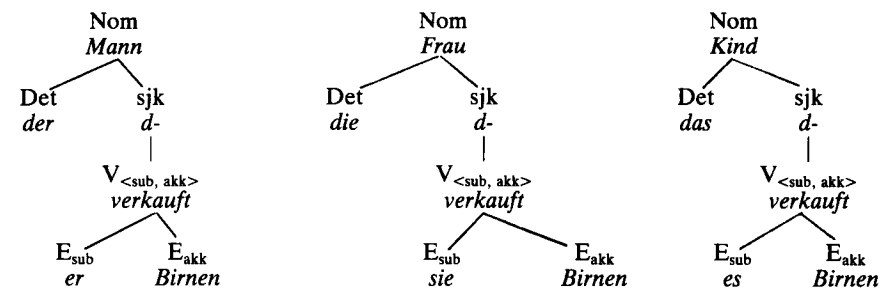 Nom Nom Nom
Mann Frau Kind
Det sjk Det sjk Det sjk
der d- die d- das d-
V<sub, akk> V<sub, akk> V<sub, akk>
verkauft verkauft verkauft
Esub Eakk Esub Eakk Esub Eakk
er Birnen sie Birnen es Birnen